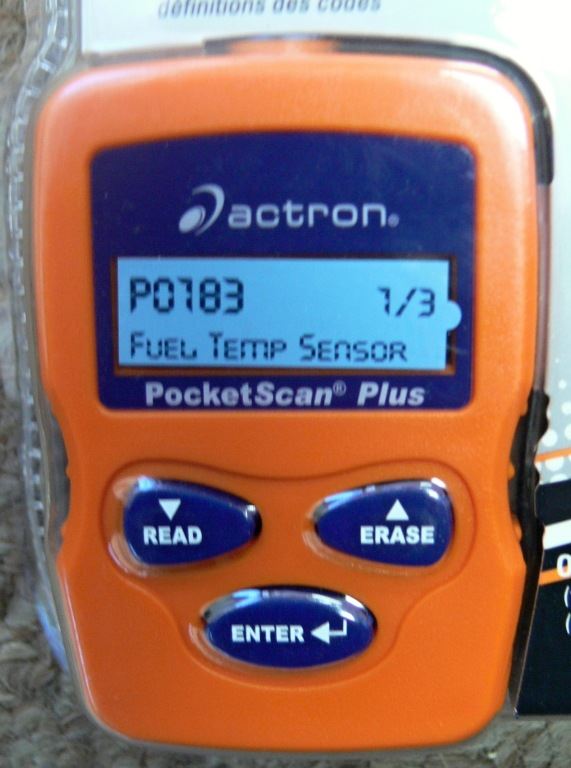 définitions des codes
actron®
P0183 1/3
Fuel Temp Sensor
PocketScan® Plus
READ
ERASE
ENTER